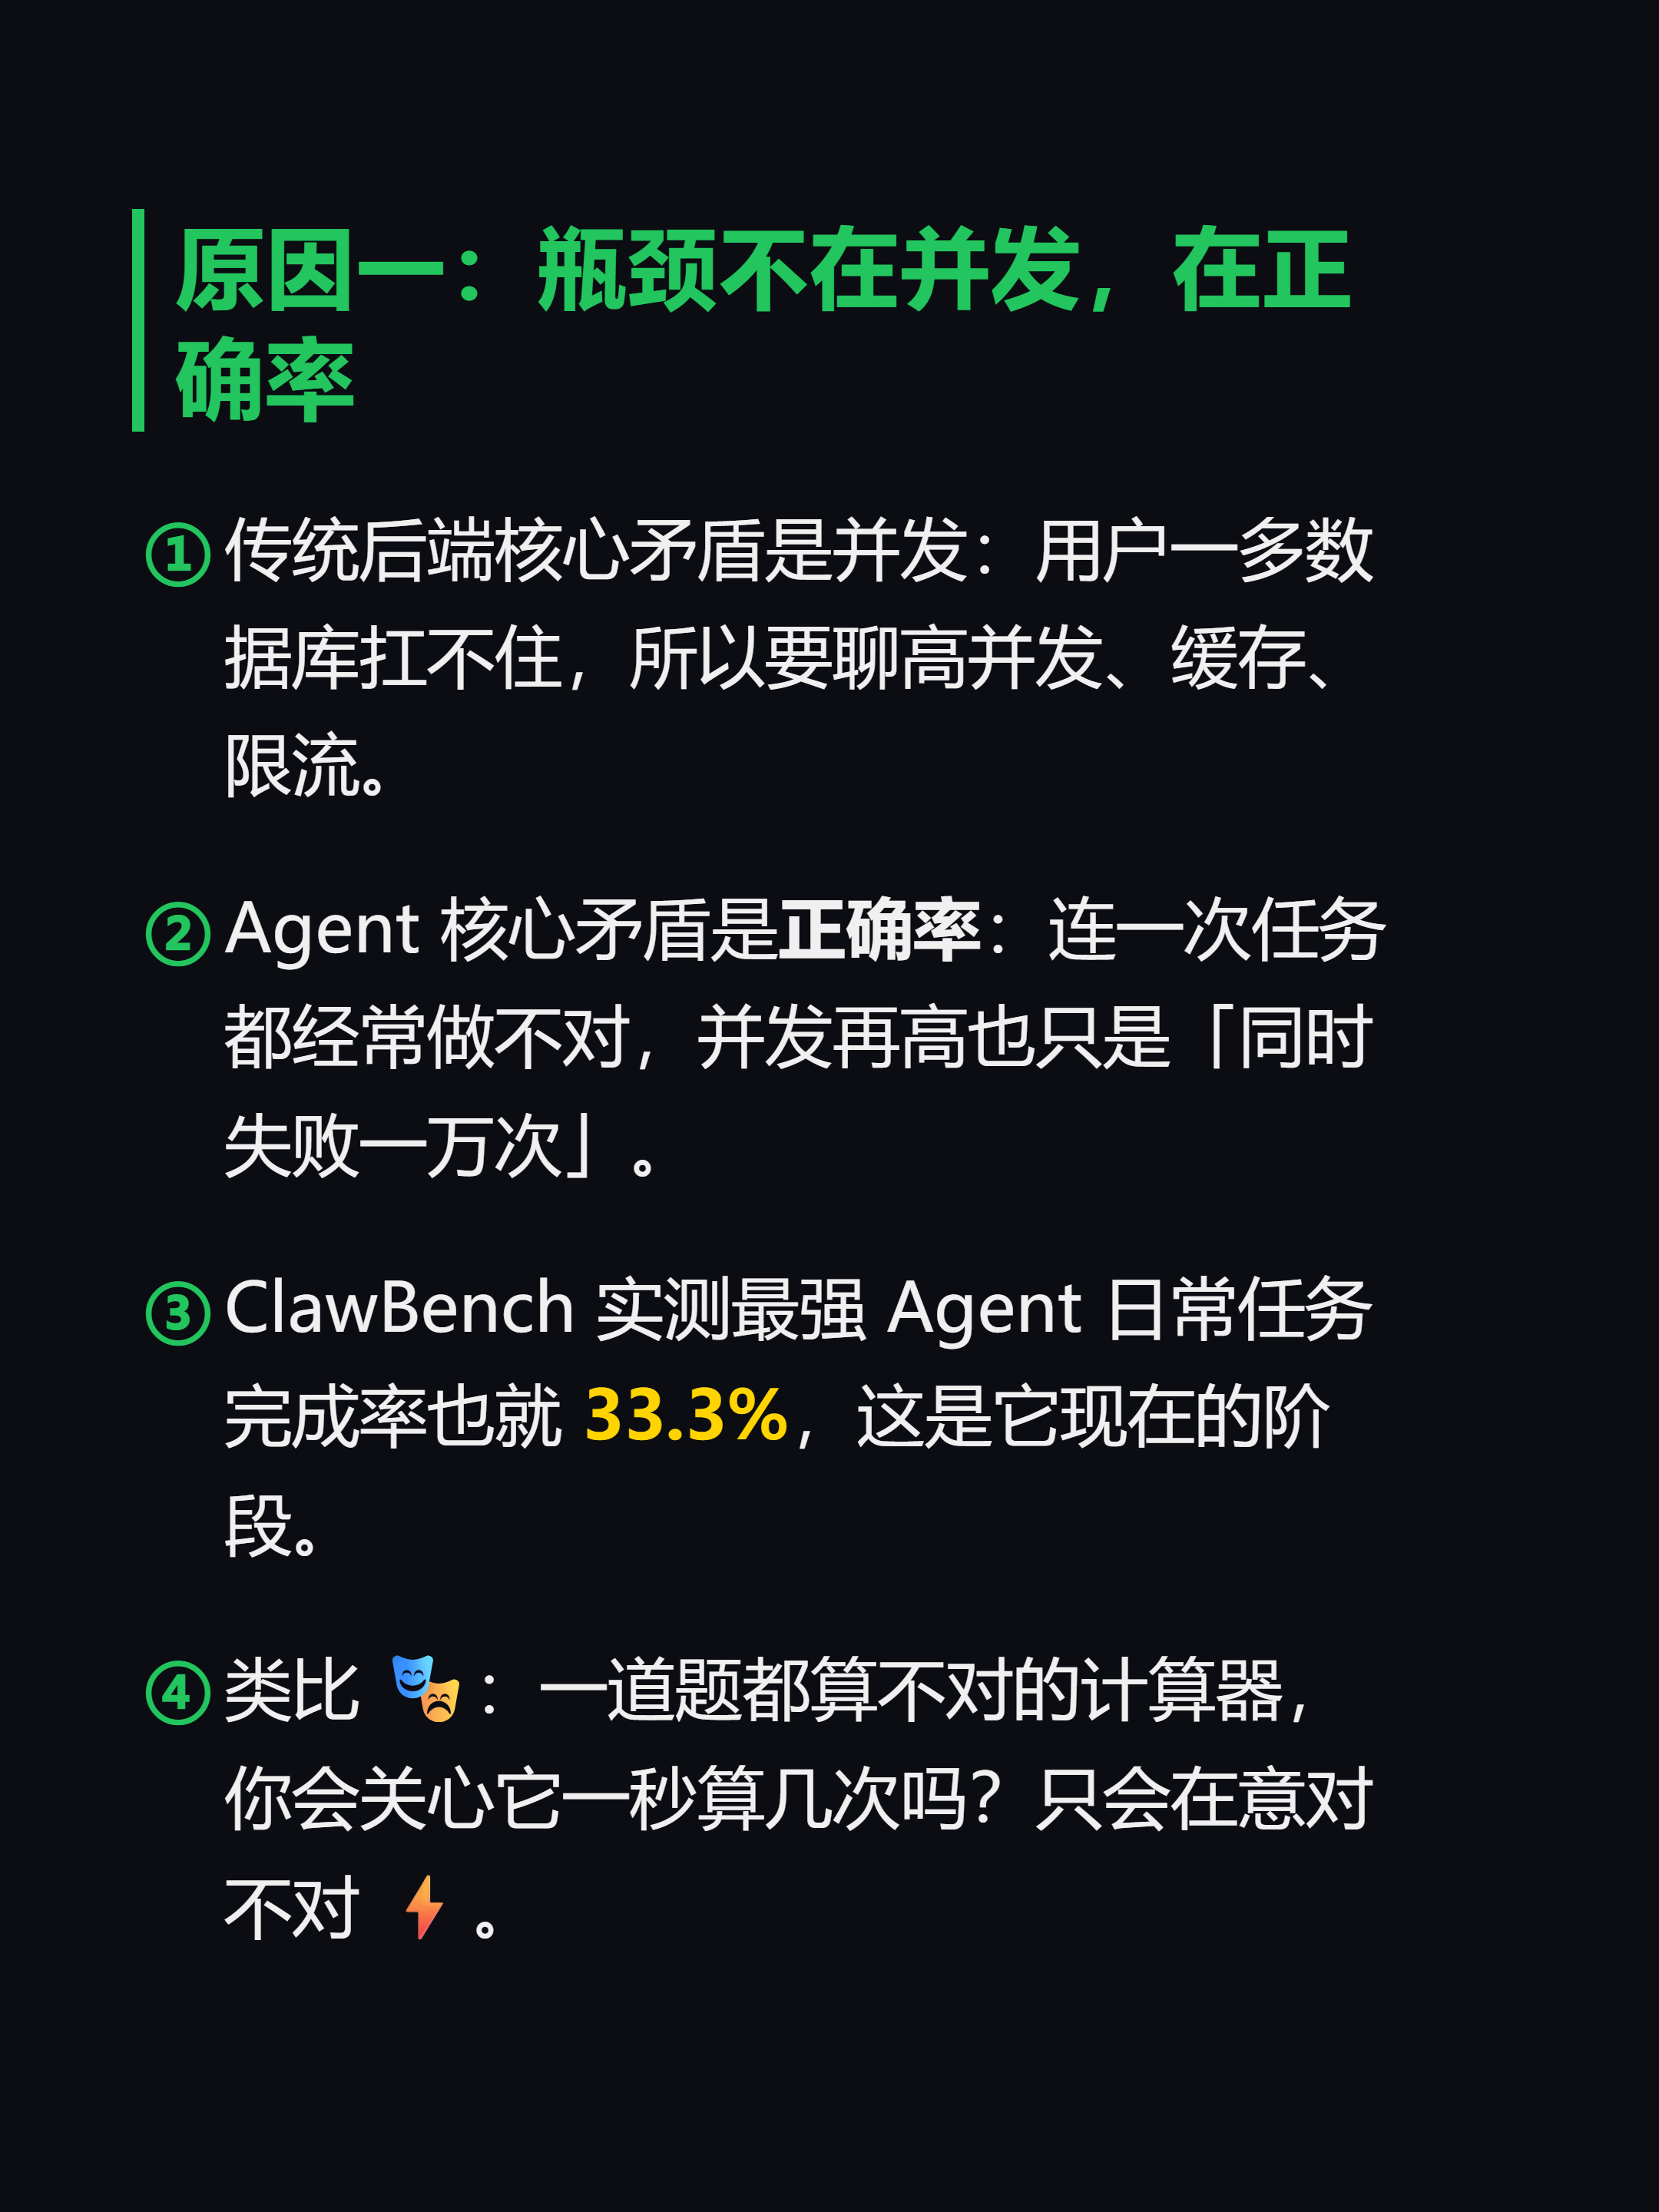 原因一：瓶颈不在并发，在正
确率
① 传统后端核心矛盾是并发：用户一多数
据库扛不住，所以要聊高并发、缓存、
限流。
② Agent 核心矛盾是正确率：连一次任务
都经常做不对，并发再高也只是「同时
失败一万次」。
③ ClawBench 实测最强 Agent 日常任务
完成率也就 33.3%，这是它现在的阶
段。
④ 类比 🎭：一道题都算不对的计算器，
你会关心它一秒算几次吗？只会在意对
不对 ⚡。